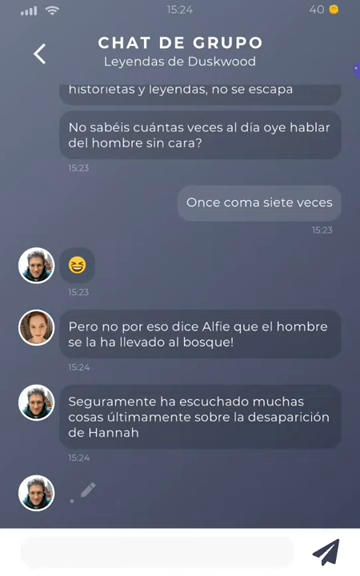 15:24
40
CHAT DE GRUPO
Leyendas de Duskwood
historietas y leyendas, no se escapa
No sabéis cuántas veces al día oye hablar
del hombre sin cara?
15:23
Once coma siete veces
15:23
15:23
Pero no por eso dice Alfie que el hombre
se la ha llevado al bosque!
15:24
Seguramente ha escuchado muchas
cosas últimamente sobre la desaparición
de Hannah
15:24